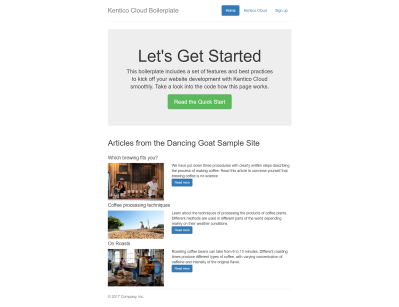 Kentico Cloud Boilerplate
Home Kentico Cloud Sign up
Let's Get Started
This boilerplate includes a set of features and best practices
to kick off your website development with Kentico Cloud
smoothly. Take a look into the code how this page works.
Read the Quick Start
Articles from the Dancing Goat Sample Site
Which brewing fits you?
We have put down three procedures with clearly written steps describing
the process of making coffee. Read this article to convince yourself that
brewing coffee is no science.
Read more
Coffee processing techniques
Learn about the techniques of processing the produce of coffee plants.
Different methods are used in different parts of the world depending
mainly on their weather conditions.
Read more
On Roasts
Roasting coffee beans can take from 6 to 13 minutes. Different roasting
times produce different types of coffee, with varying concentration of
caffeine and intensity of the original flavor.
Read more
© 2017 Company, Inc.